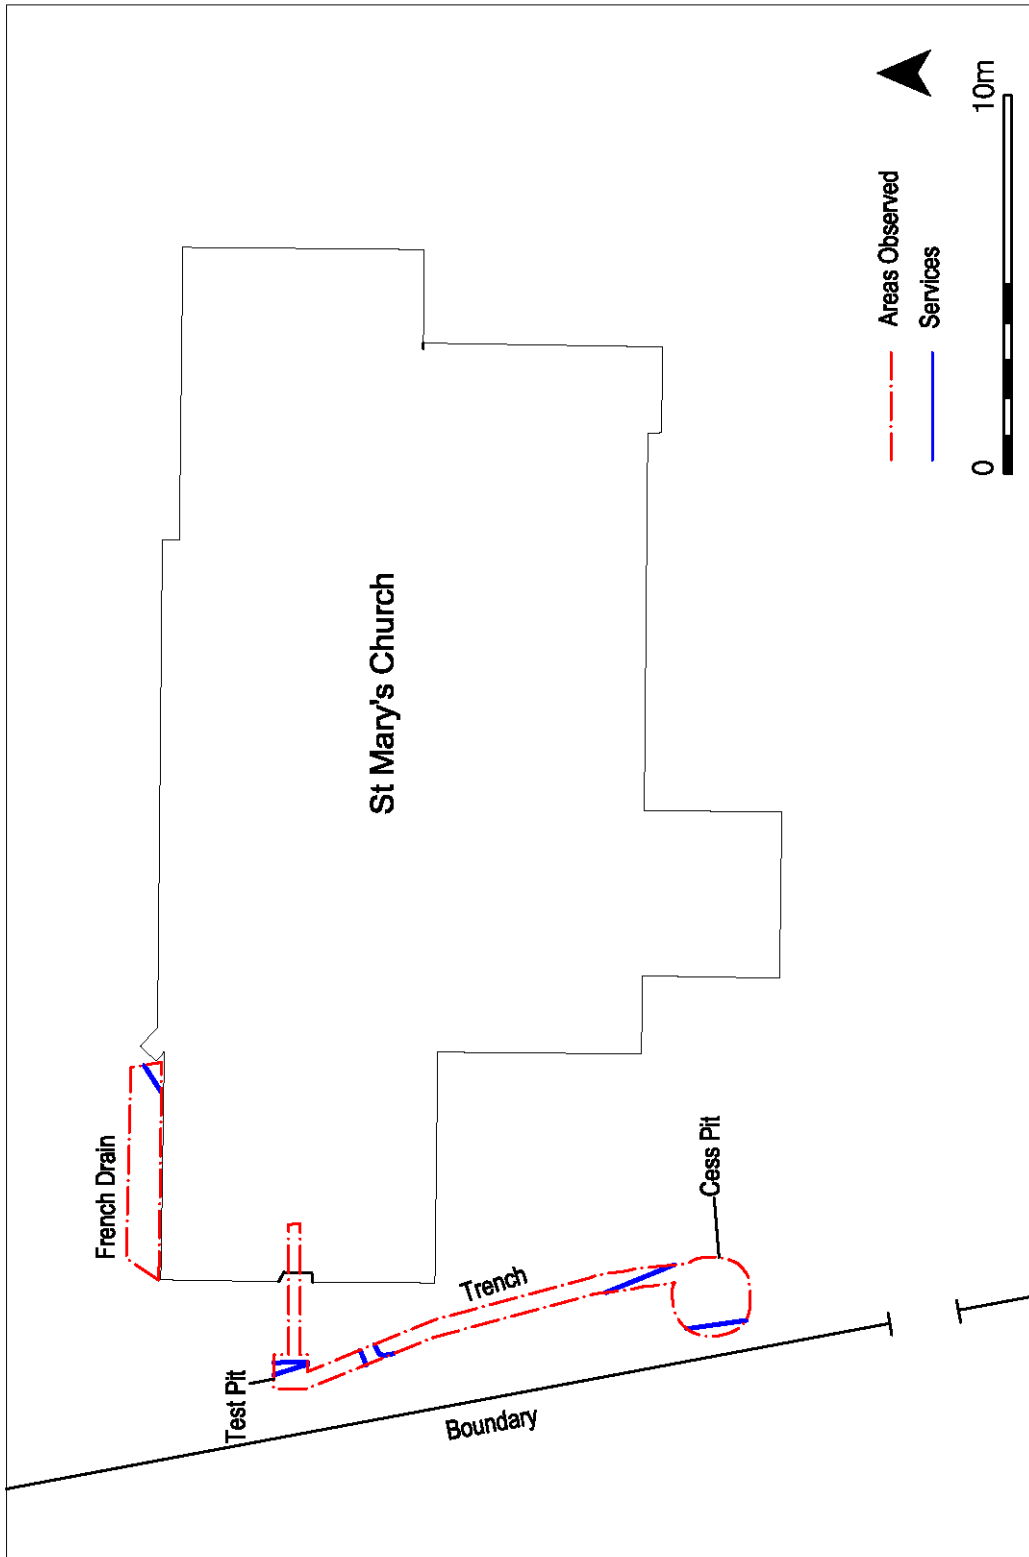 French Drain
Test Pit
Trench
Boundary
Cess Pit
St Mary's Church
Areas Observed
Services
0
10m